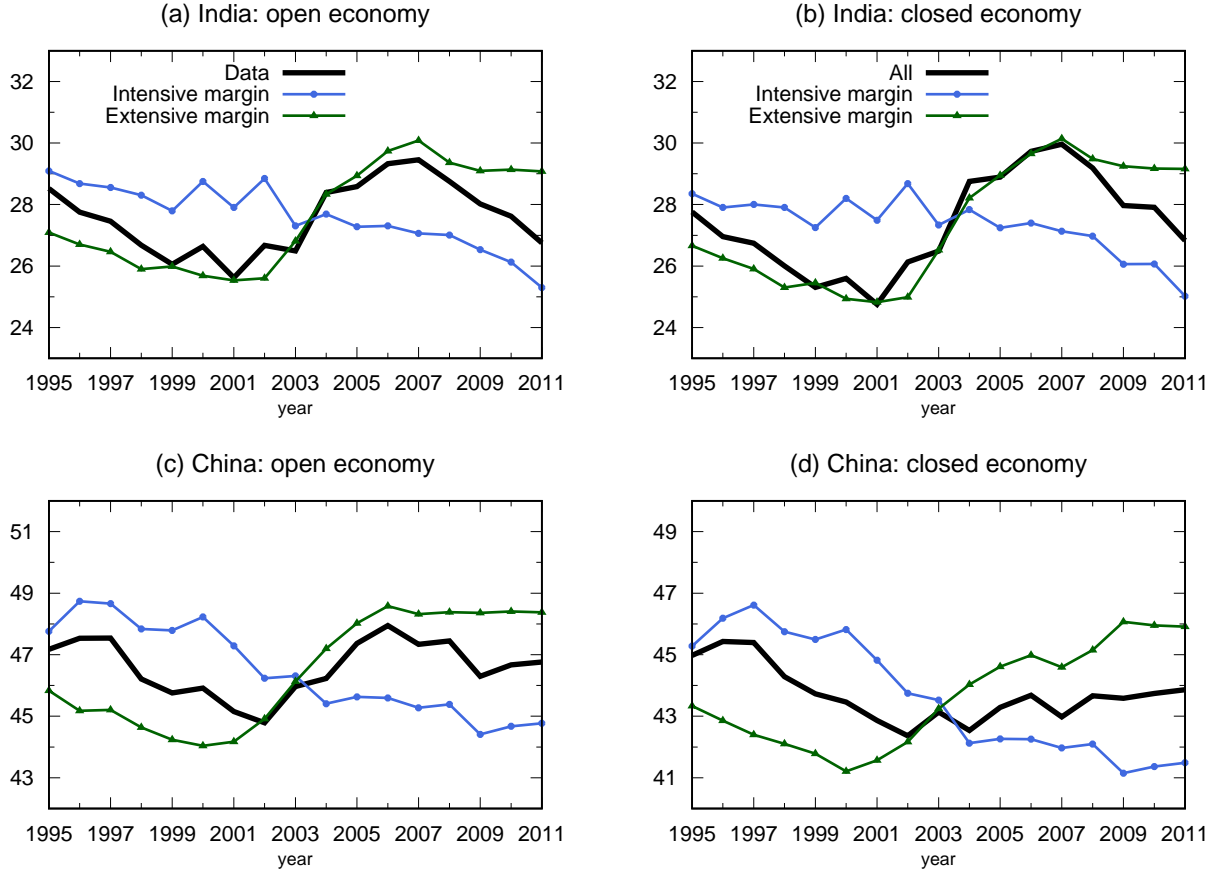 (a) India: open economy
(b) India: closed economy
32
30
28
26
24
Data
Intensive margin
Extensive margin
1995 1997 1999 2001 2003 2005 2007 2009 2011
year
32
30
28
26
24
All
Intensive margin
Extensive margin
1995 1997 1999 2001 2003 2005 2007 2009 2011
year
(c) China: open economy
(d) China: closed economy
51
49
47
45
43
1995 1997 1999 2001 2003 2005 2007 2009 2011
year
49
47
45
43
41
1995 1997 1999 2001 2003 2005 2007 2009 2011
year